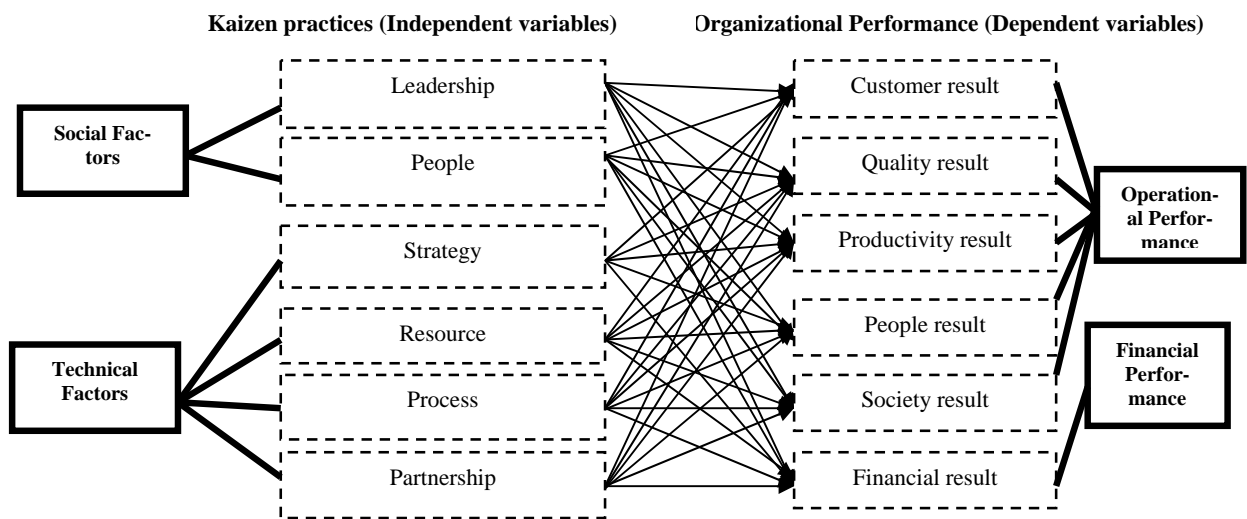 Kaizen practices (Independent variables)
Organizational Performance (Dependent variables)
Social Fac-
tors
Technical
Factors
Leadership
People
Strategy
Resource
Process
Partnership
Customer result
Quality result
Productivity result
People result
Society result
Financial result
Operation-
al Perfor-
mance
Financial
Perfor-
mance